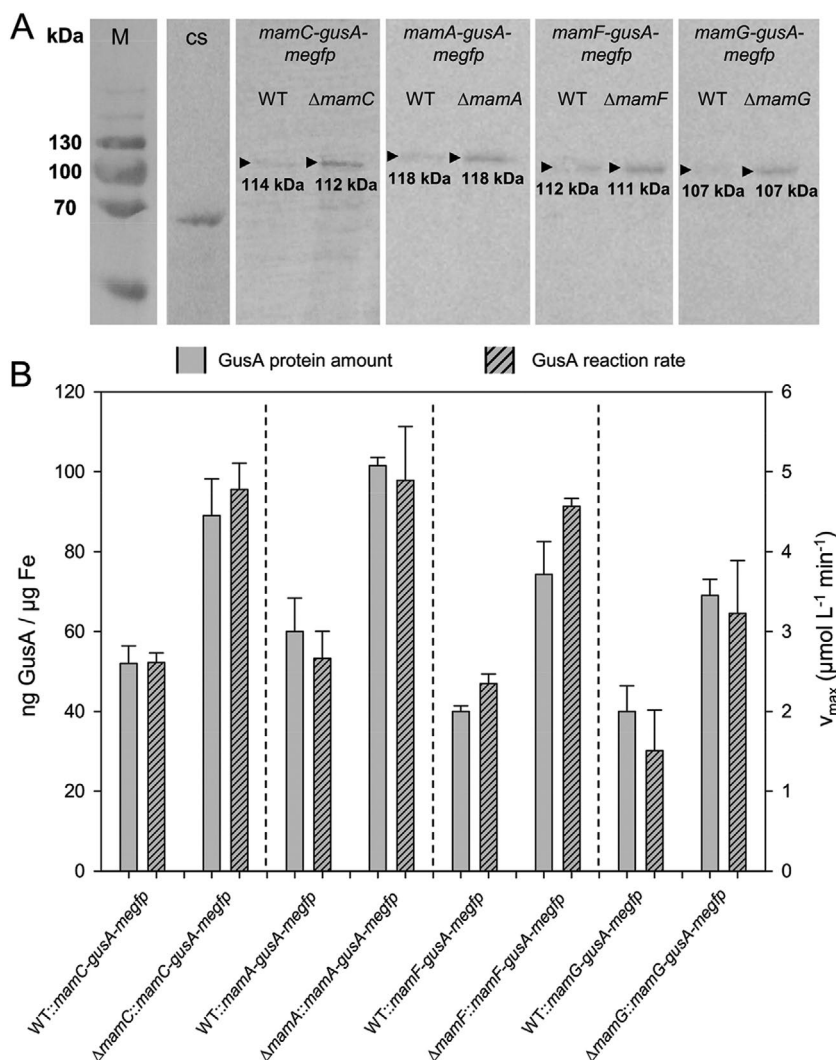 A
kDa
M
cs
mamC-gusA-
megfp
mamA-gusA-
megfp
mamF-gusA-
megfp
mamG-gusA-
megfp
WT ΔmamC
WT ΔmamA
WT ΔmamF
WT ΔmamG
130
100
70
114 kDa 112 kDa
118 kDa 118 kDa
112 kDa 111 kDa
107 kDa 107 kDa
B
GusA protein amount
GusA reaction rate
ng GusA / µg Fe
120
100
80
60
40
20
0
6
5
4
3
2
1
0
vmax (µmol L-1 min-1)
WT::mamC-gusA-megfp
ΔmamC::mamC-gusA-megfp
WT::mamA-gusA-megfp
ΔmamA::mamA-gusA-megfp
WT::mamF-gusA-megfp
ΔmamF::mamF-gusA-megfp
WT::mamG-gusA-megfp
ΔmamG::mamG-gusA-megfp